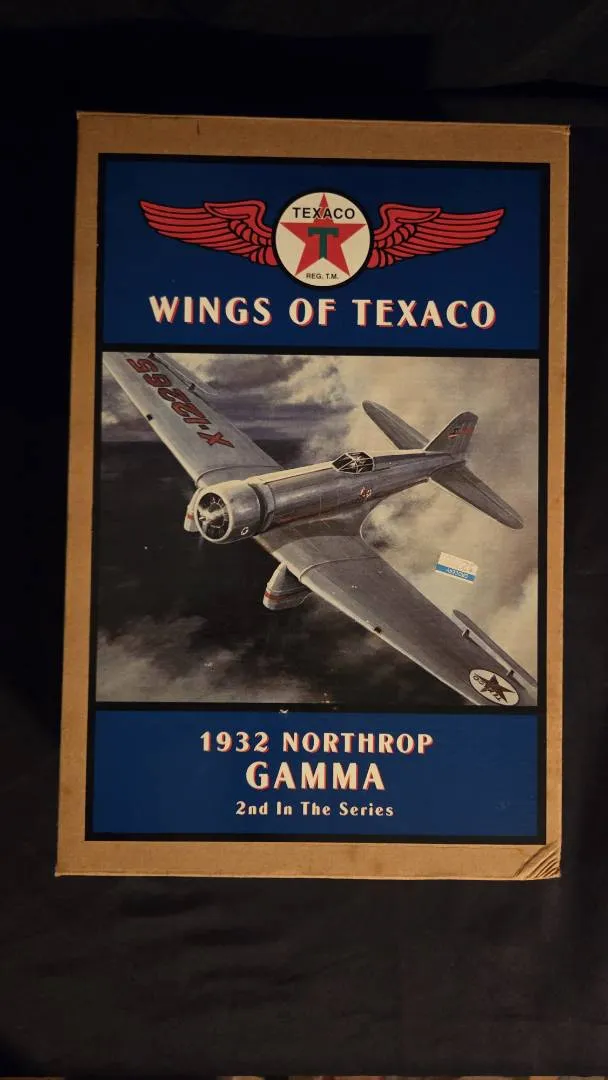 TEXACO
T
REG. T.M.
WINGS OF TEXACO
X-12265
1932 NORTHROP
GAMMA
2nd In The Series